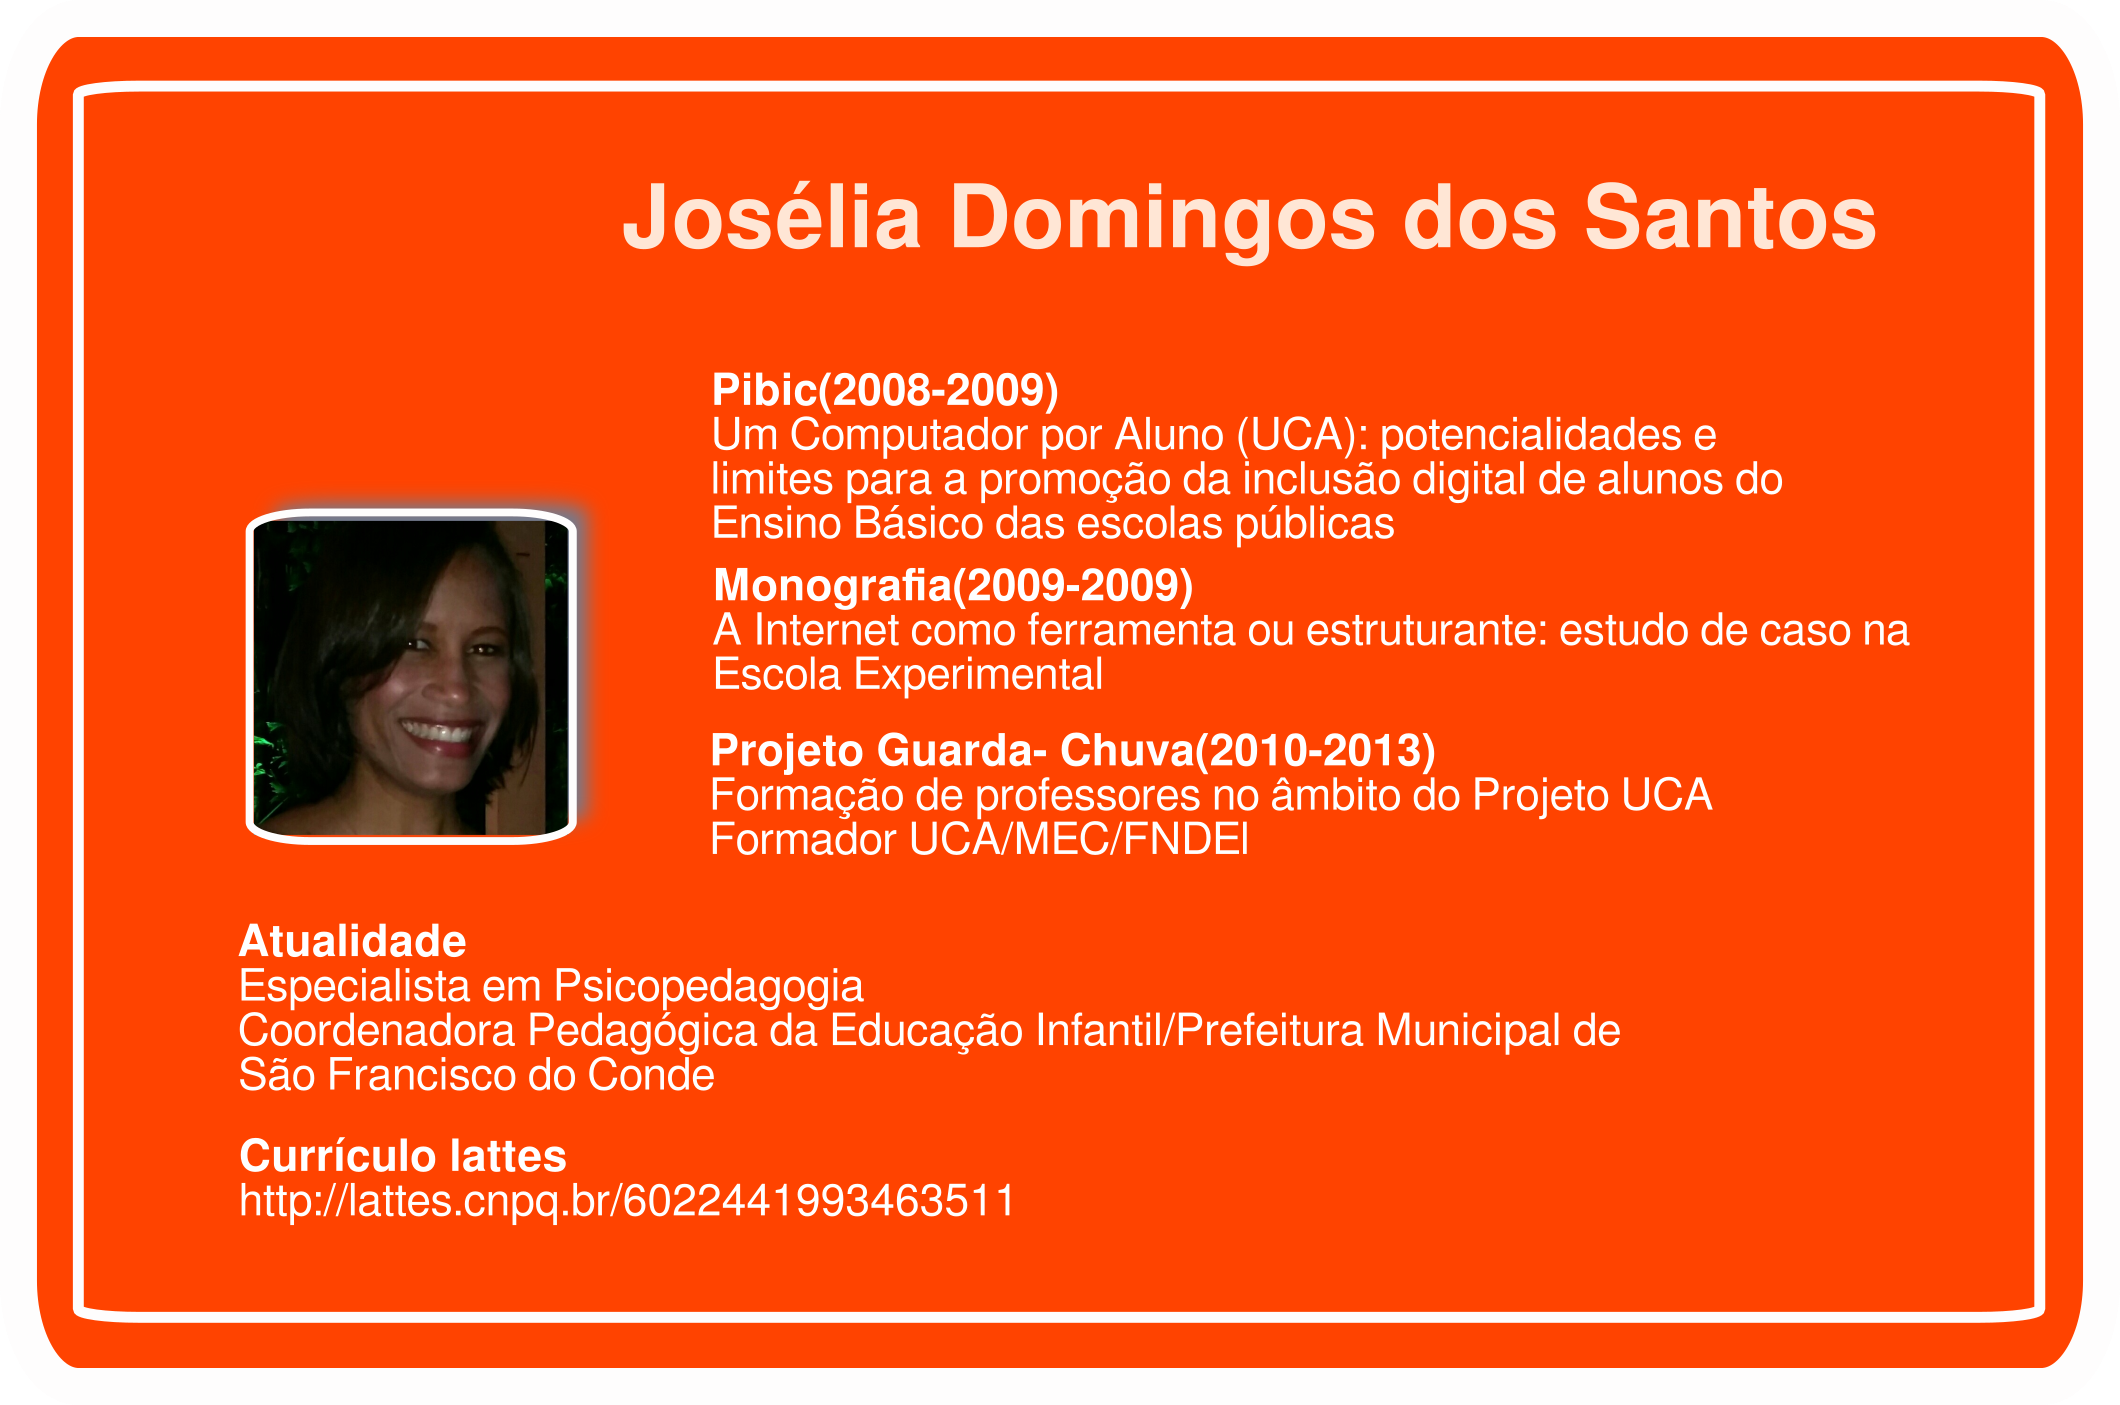 Josélia Domingos dos Santos
Pibic(2008-2009)
Um Computador por Aluno (UCA): potencialidades e
limites para a promoção da inclusão digital de alunos do
Ensino Básico das escolas públicas
Monografia(2009-2009)
A Internet como ferramenta ou estruturante: estudo de caso na
Escola Experimental
Projeto Guarda- Chuva(2010-2013)
Formação de professores no âmbito do Projeto UCA
Formador UCA/MEC/FNDEl
Atualidade
Especialista em Psicopedagogia
Coordenadora Pedagógica da Educação Infantil/Prefeitura Municipal de
São Francisco do Conde
Currículo lattes
http://lattes.cnpq.br/6022441993463511